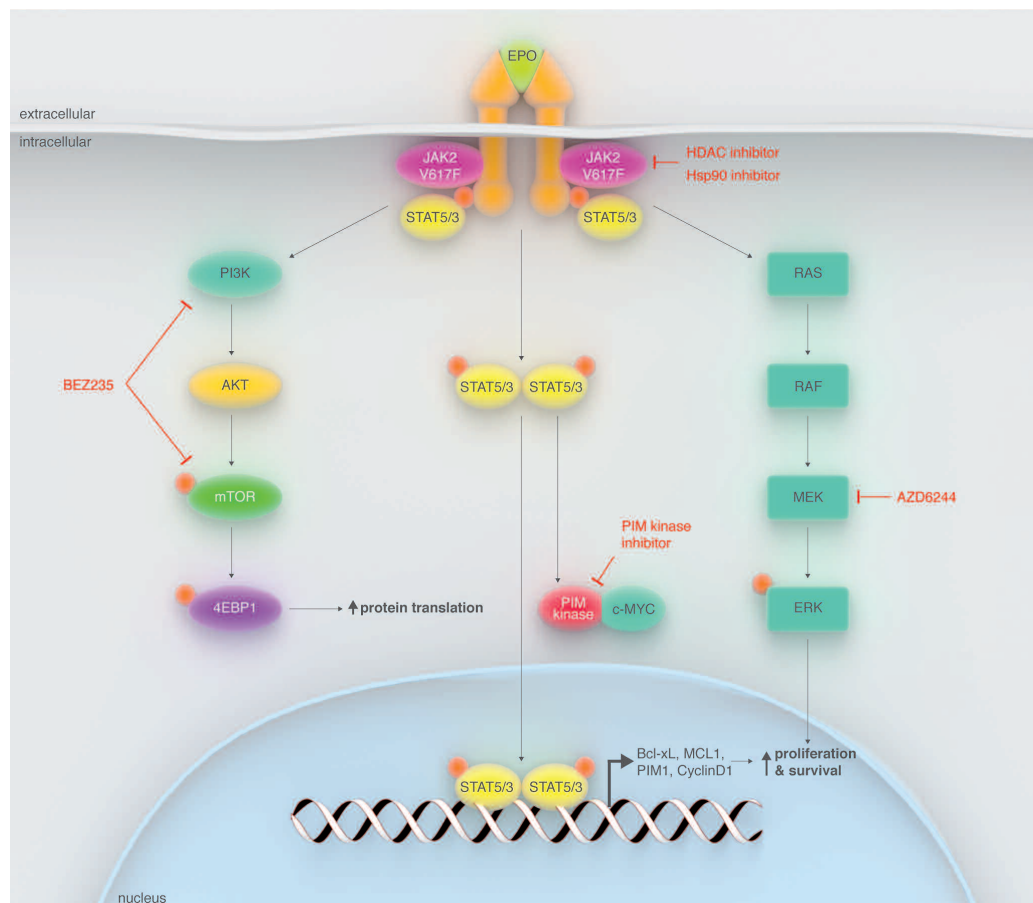 EPO
extracellular
intracellular
JAK2
V617F
JAK2
V617F
HDAC inhibitor
Hsp90 inhibitor
STAT5/3
STAT5/3
PI3K
RAS
BEZ235
AKT
STAT5/3
STAT5/3
RAF
mTOR
MEK
AZD6244
PIM kinase
inhibitor
4EBP1
protein translation
PIM
kinase
c-MYC
ERK
Bcl-xL, MCL1,
PIM1, CyclinD1
proliferation
& survival
STAT5/3
STAT5/3
nucleus